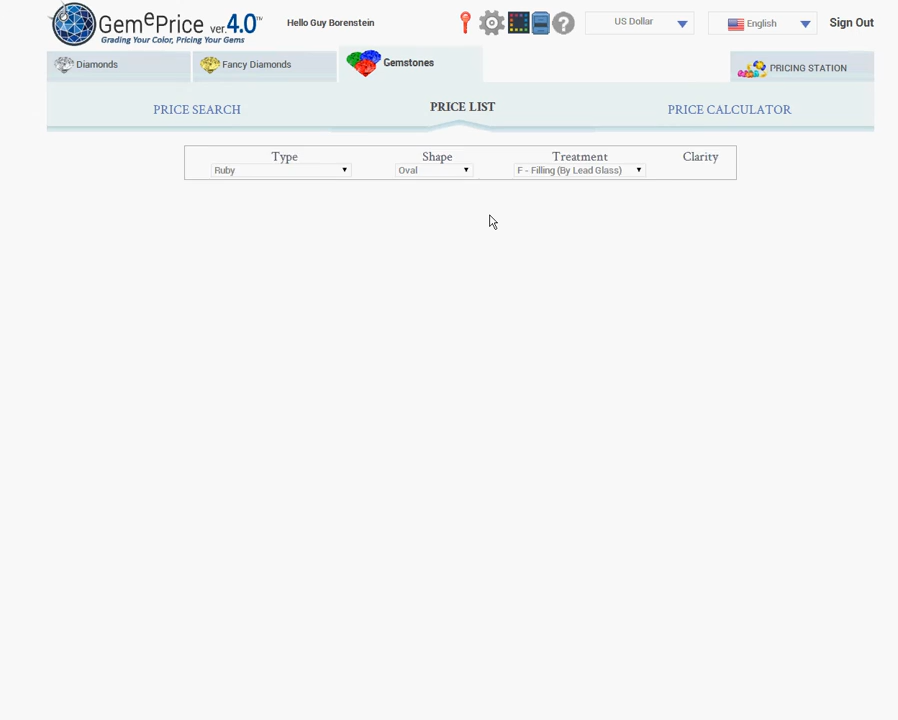 GemePrice ver.4.0™
Grading Your Color, Pricing Your Gems
Hello Guy Borenstein
US Dollar
English
Sign Out
Diamonds
Fancy Diamonds
Gemstones
PRICING STATION
PRICE SEARCH
PRICE LIST
PRICE CALCULATOR
Type
Shape
Treatment
Clarity
Ruby
Oval
F - Filling (By Lead Glass)